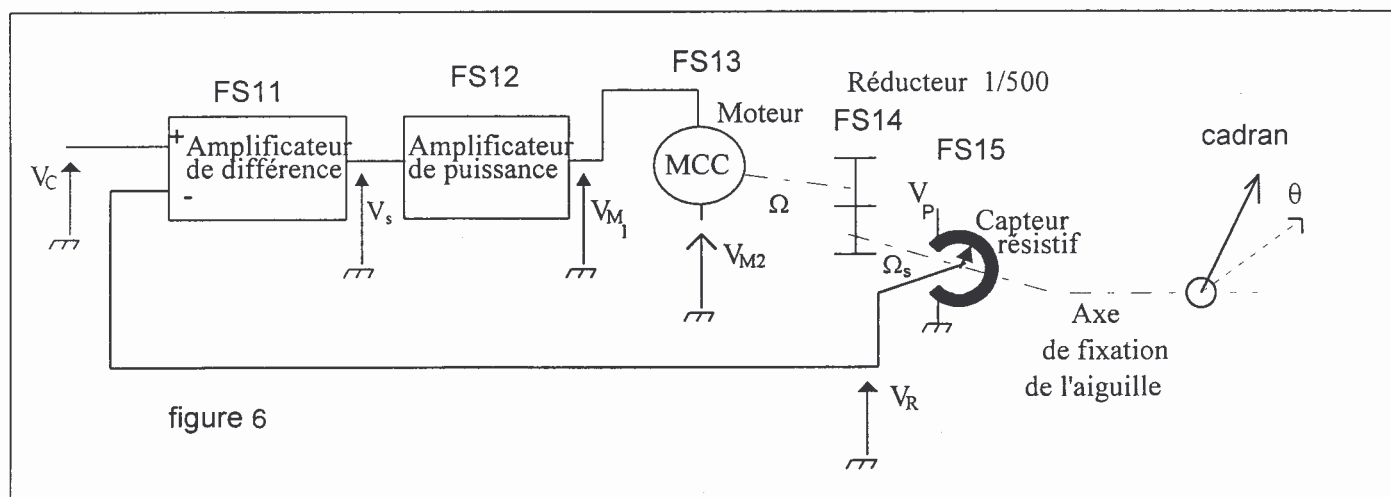 FS11
FS12
FS13
Réducteur 1/500
FS14
FS15
Moteur
cadran
+
Amplificateur
de différence
-
Amplificateur
de puissance
MCC
V_C
V_s
V_M1
V_M2
Ω
Ω_s
V_P
Capteur
résistif
θ
Axe
de fixation
de l'aiguille
V_R
figure 6